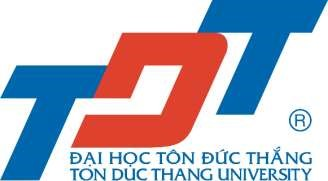 TDT
®
ĐẠI HỌC TÔN ĐỨC THẮNG
TON DUC THANG UNIVERSITY